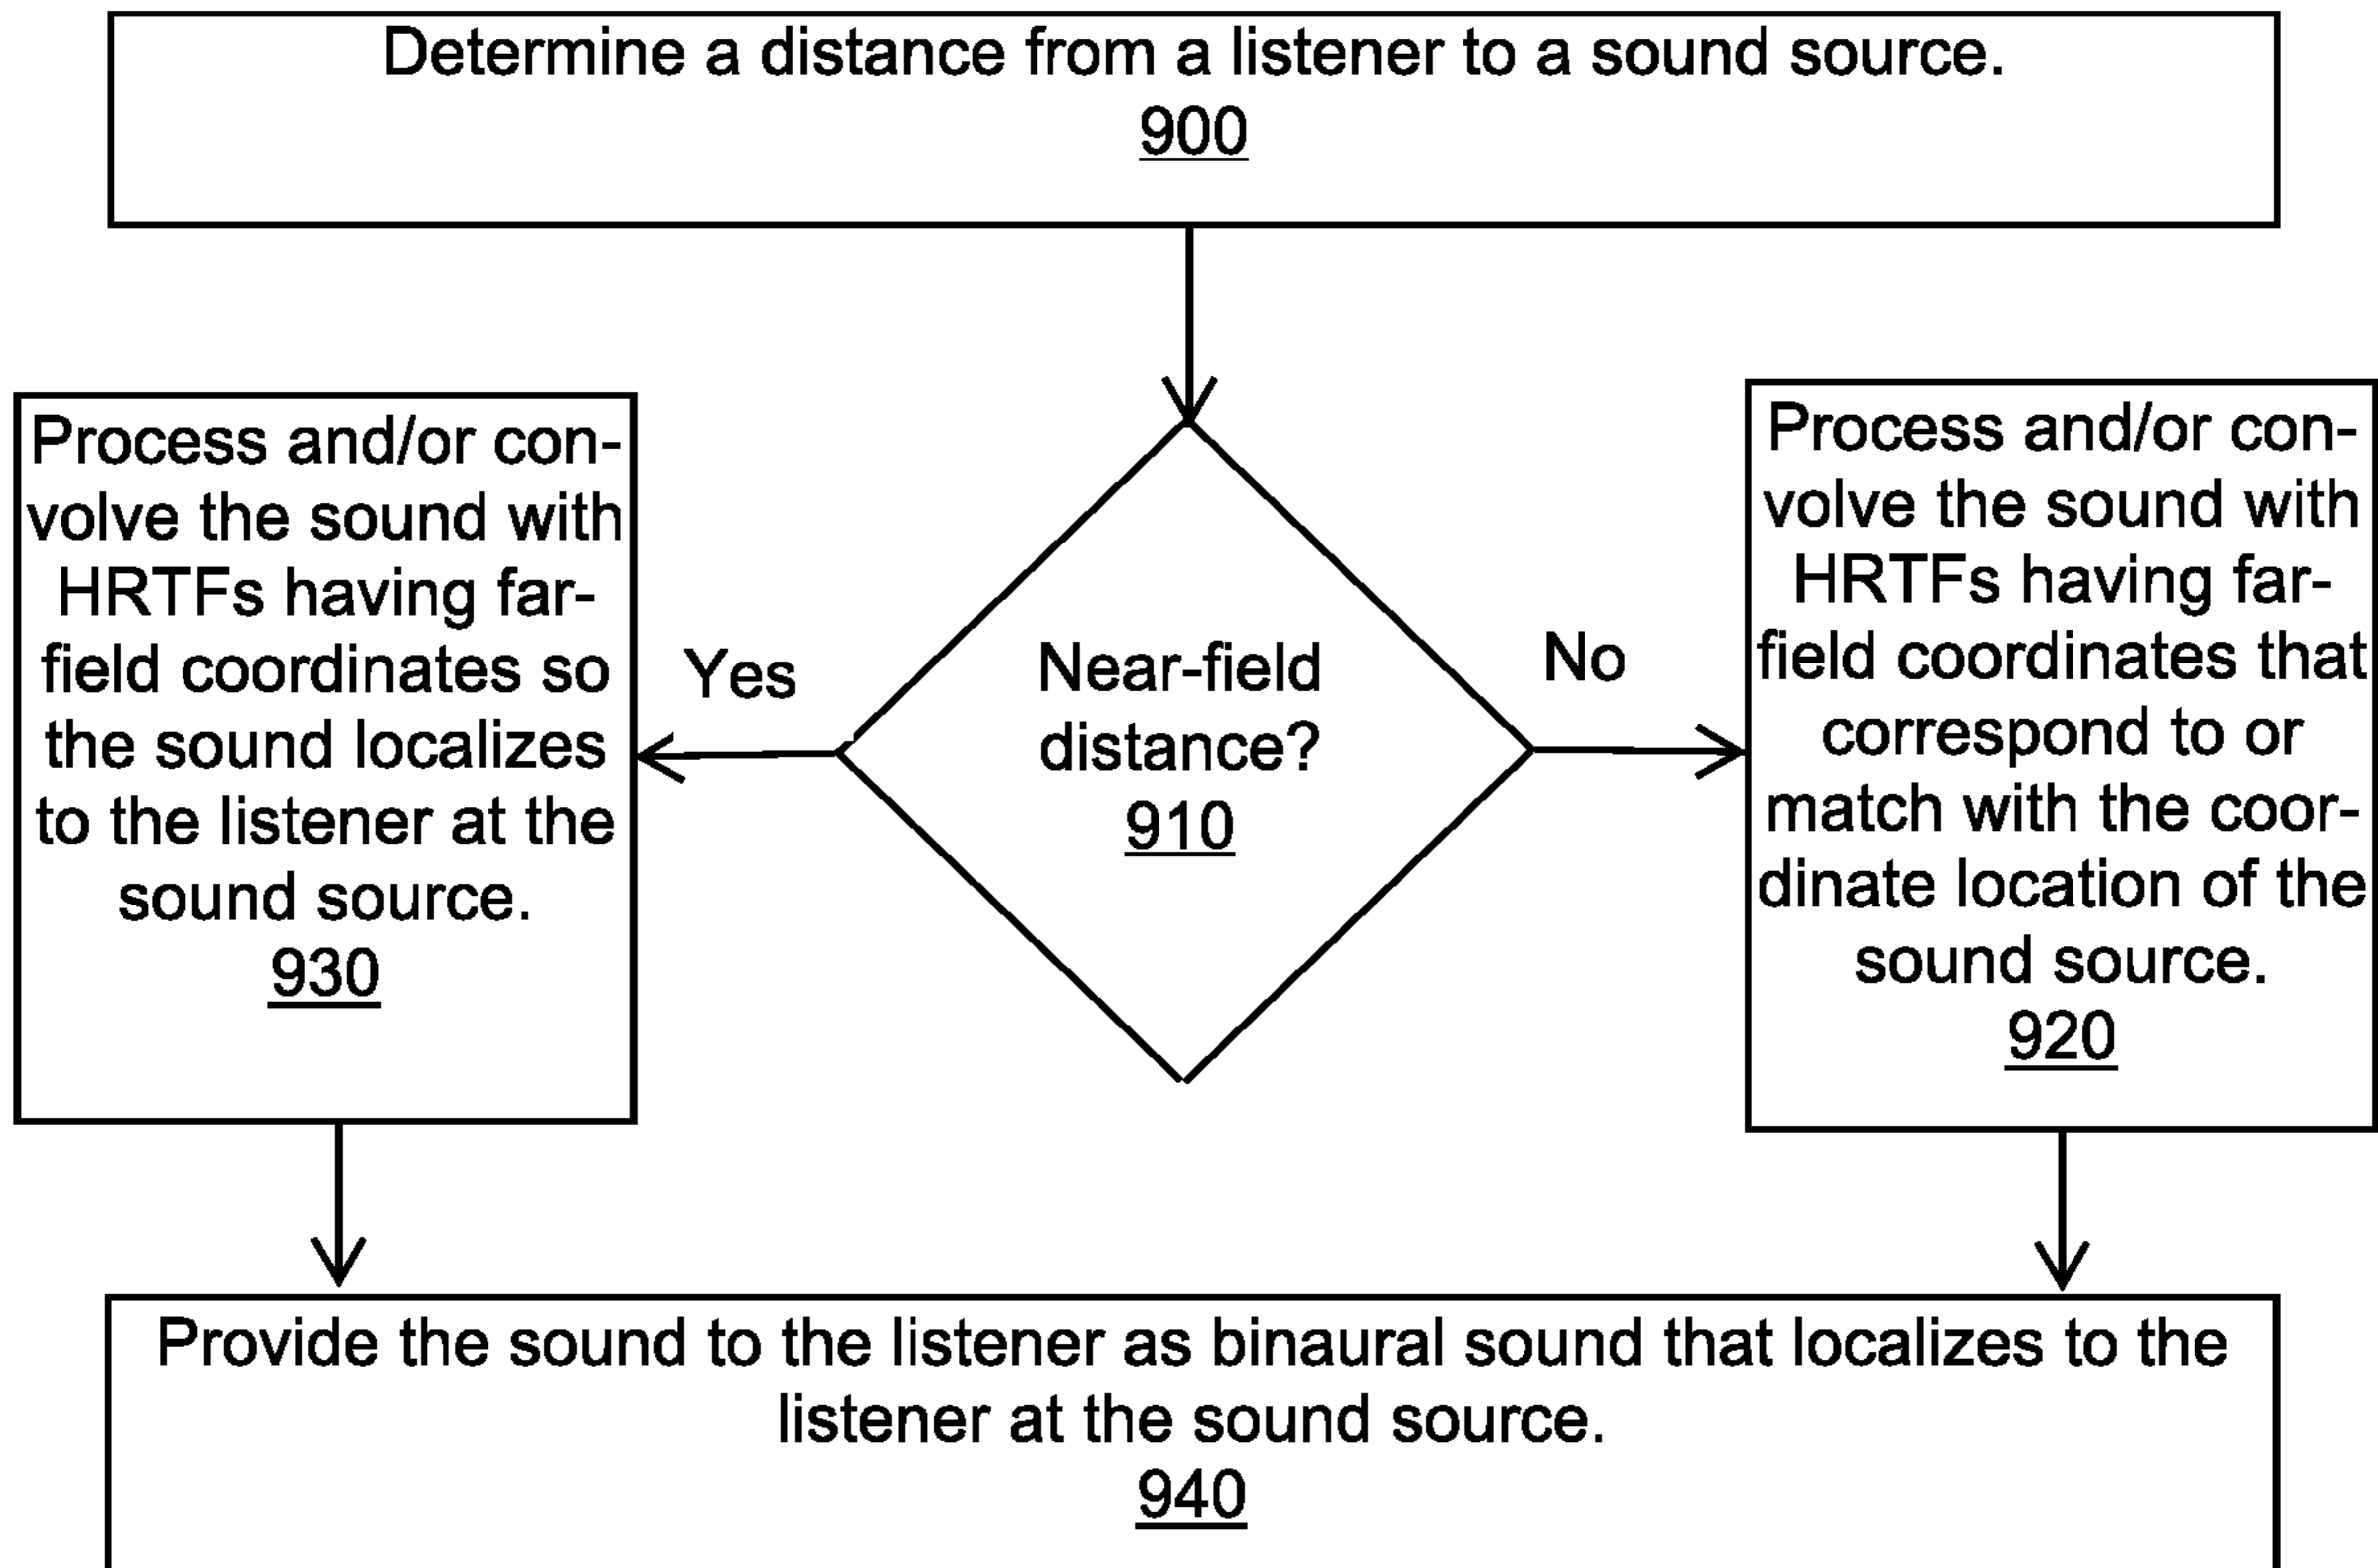 Determine a distance from a listener to a sound source.
900
Process and/or con-
volve the sound with
HRTFs having far-
field coordinates so
the sound localizes
to the listener at the
sound source.
930
Yes
Near-field
distance?
910
No
Process and/or con-
volve the sound with
HRTFs having far-
field coordinates that
correspond to or
match with the coor-
dinate location of the
sound source.
920
Provide the sound to the listener as binaural sound that localizes to the
listener at the sound source.
940